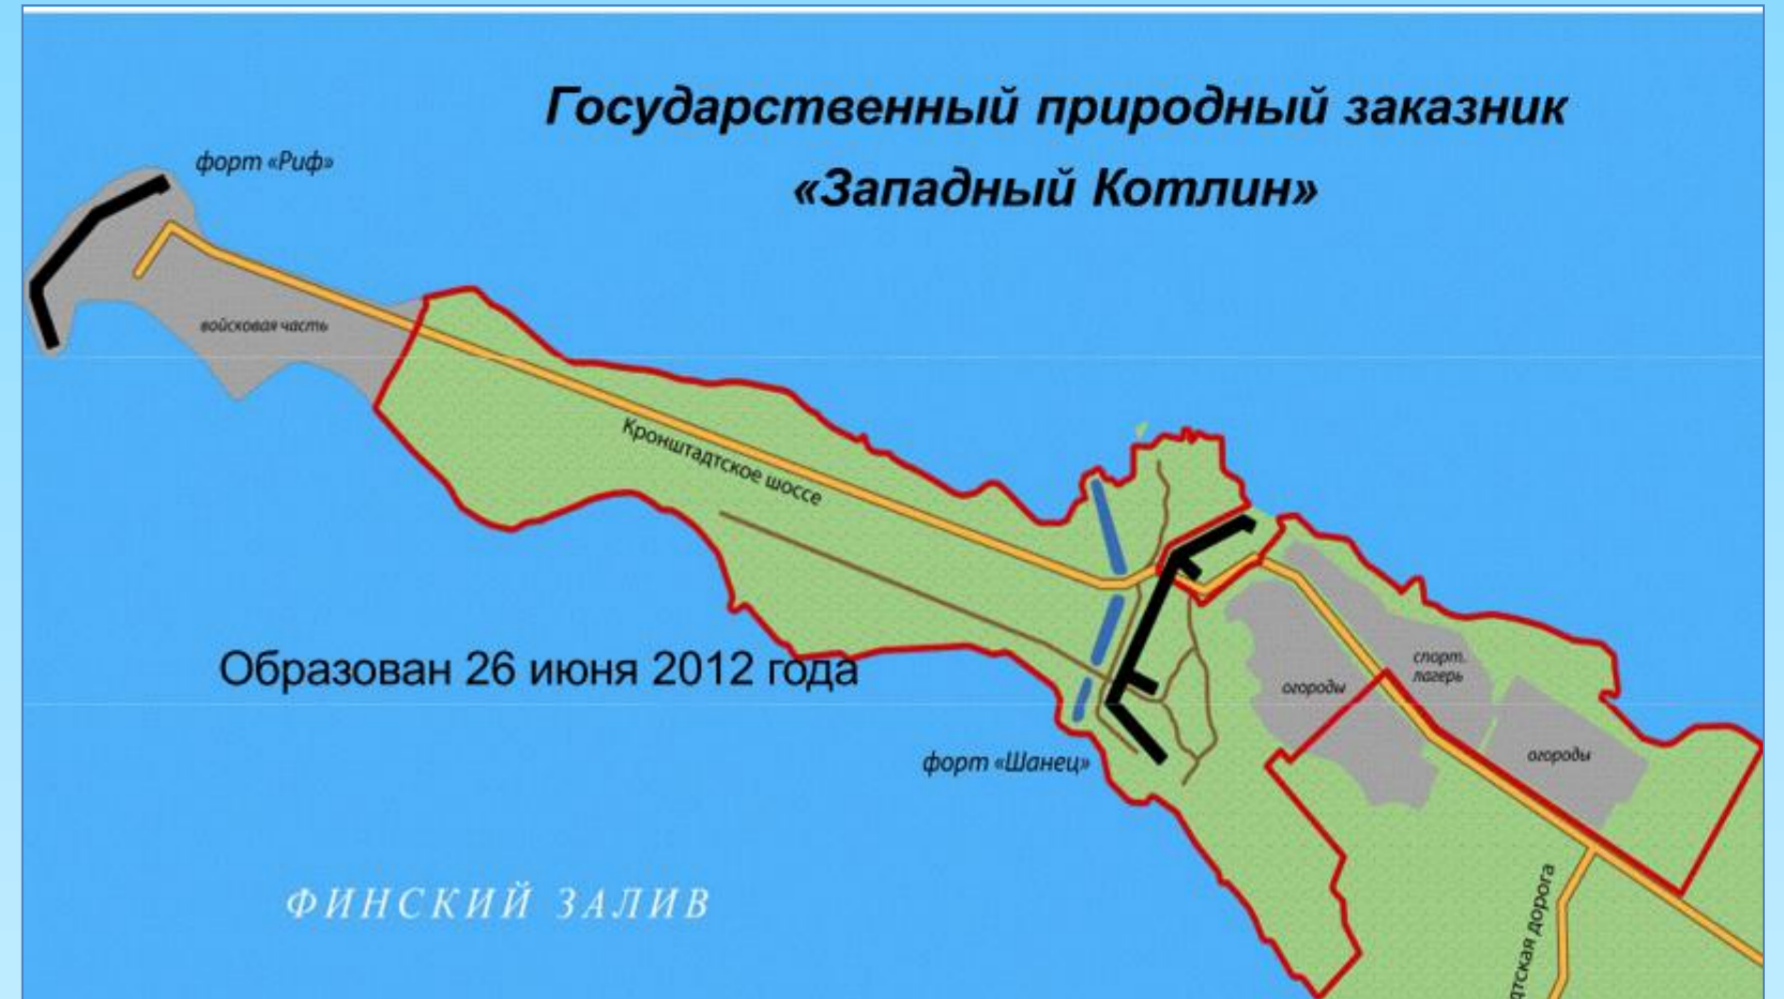 Государственный природный заказник
«Западный Котлин»
форт «Риф»
войсковая часть
Кронштадтское шоссе
Образован 26 июня 2012 года
спорт.
лагерь
огороды
огороды
форт «Шанец»
ФИНСКИЙ ЗАЛИВ
дорога